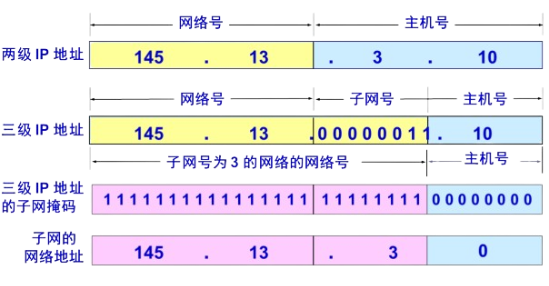 网络号 主机号
两级 IP 地址 145 . 13 . 3 . 10
网络号 子网号 主机号
三级 IP 地址 145 . 13 .00000011. 10
子网号为 3 的网络的网络号 主机号
三级 IP 地址
的子网掩码 1111111111111111 11111111 00000000
子网的
网络地址 145 . 13 . 3 0